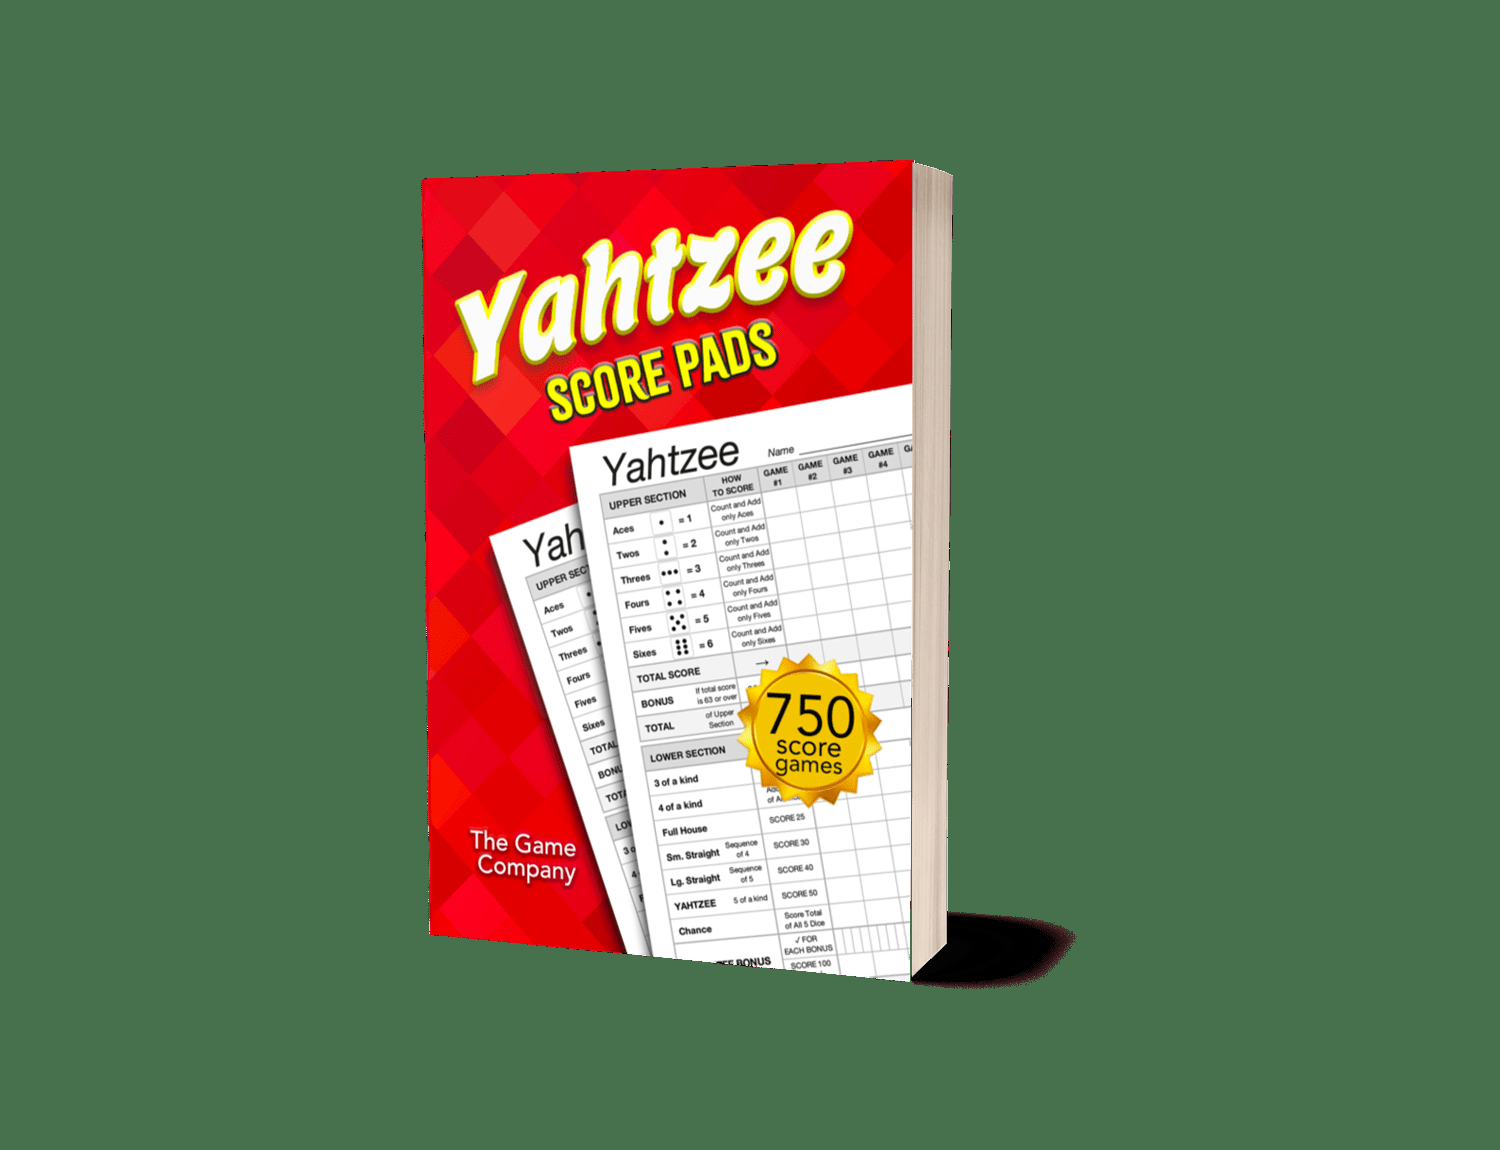 Yahtzee
SCORE PADS
Yahtzee
Name
UPPER SECTION
HOW
TO SCORE
GAME
#1
GAME
#2
GAME
#3
GAME
#4
Aces
= 1
Count and Add
only Aces
Twos
= 2
Count and Add
only Twos
Threes
= 3
Count and Add
only Threes
Fours
= 4
Count and Add
only Fours
Fives
= 5
Count and Add
only Fives
Sixes
= 6
Count and Add
only Sixes
TOTAL SCORE
→
BONUS
If total score
is 63 or over
TOTAL
of Upper
Section
LOWER SECTION
3 of a kind
4 of a kind
Full House
SCORE 25
Sm. Straight
Sequence
of 4
SCORE 30
Lg. Straight
Sequence
of 5
SCORE 40
YAHTZEE
5 of a kind
SCORE 50
Chance
Score Total
of All 5 Dice
BONUS
√ FOR
EACH BONUS
SCORE 100
750
score
games
Yah
UPPER SEC
Aces
Twos
Threes
Fours
Fives
Sixes
TOTAL
The Game
Company